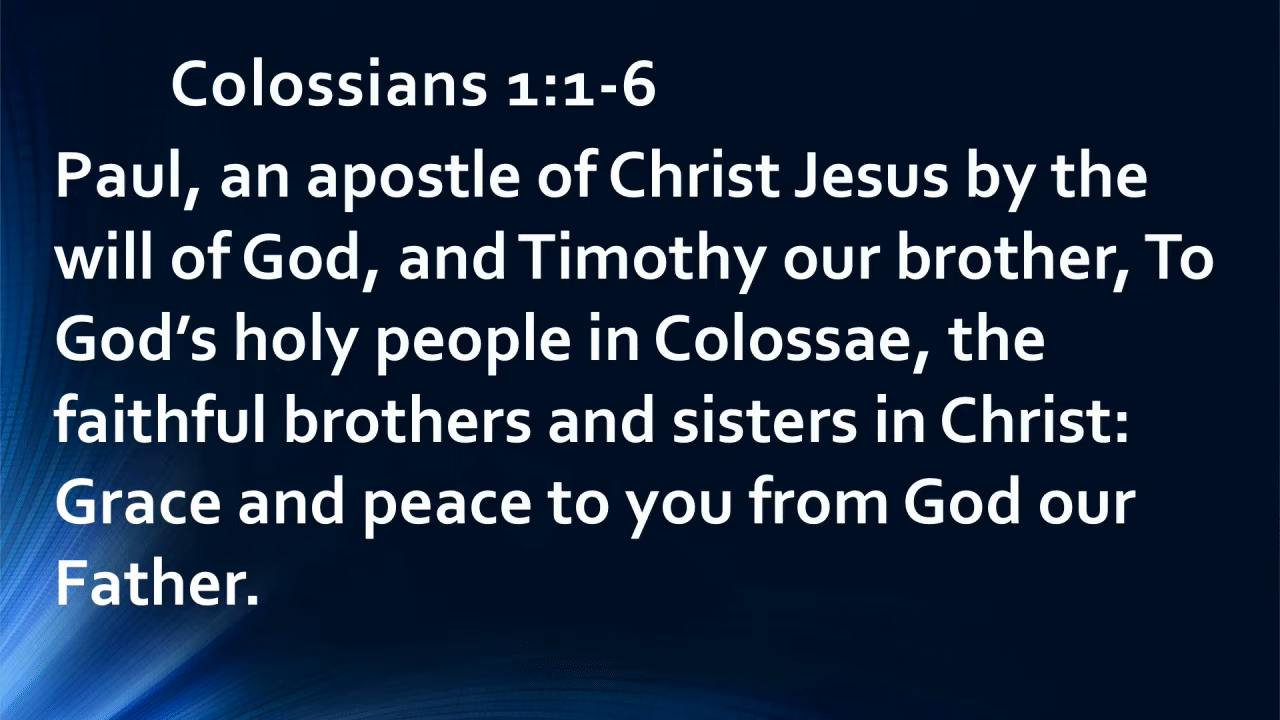 Colossians 1:1-6
Paul, an apostle of Christ Jesus by the
will of God, and Timothy our brother, To
God’s holy people in Colossae, the
faithful brothers and sisters in Christ:
Grace and peace to you from God our
Father.